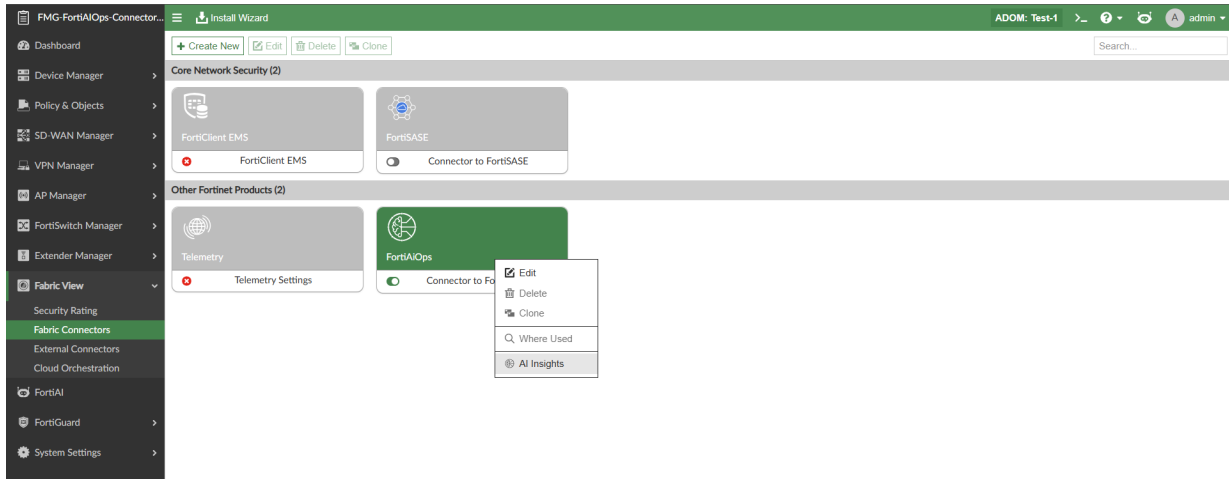 FMG-FortiAIOps-Connector...
Install Wizard
ADOM: Test-1
admin
A
Dashboard
Device Manager
Policy & Objects
SD-WAN Manager
VPN Manager
AP Manager
FortiSwitch Manager
Extender Manager
Fabric View
Security Rating
Fabric Connectors
External Connectors
Cloud Orchestration
FortiAI
FortiGuard
System Settings
+ Create New
Edit
Delete
Clone
Search...
Core Network Security (2)
FortiClient EMS
FortiClient EMS
FortiSASE
Connector to FortiSASE
Other Fortinet Products (2)
Telemetry
Telemetry Settings
FortiAIOps
Connector to Fo
Edit
Delete
Clone
Where Used
AI Insights